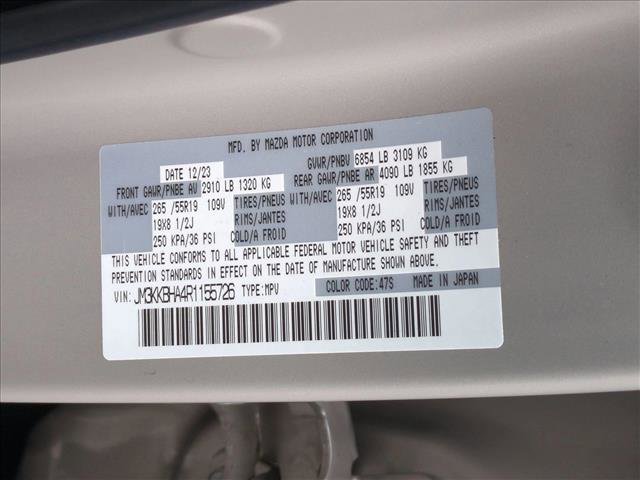 MFD. BY MAZDA MOTOR CORPORATION
DATE 12/23 GVWR/PNBV 6854 LB 3109 KG
FRONT GAWR/PNBE AV 2910 LB 1320 KG REAR GAWR/PNBE AR 4090 LB 1855 KG
WITH/AVEC 265 /55R19 109V TIRES/PNEUS WITH/AVEC 265 /55R19 109V TIRES/PNEUS
19X8 1/2J RIMS/JANTES 19X8 1/2J RIMS/JANTES
250 KPA/36 PSI COLD/A FROID 250 KPA/36 PSI COLD/A FROID
THIS VEHICLE CONFORMS TO ALL APPLICABLE FEDERAL MOTOR VEHICLE SAFETY AND THEFT
PREVENTION STANDARDS IN EFFECT ON THE DATE OF MANUFACTURE SHOWN ABOVE.
VIN: JM3KKBHA4R1155726 TYPE:MPV COLOR CODE:47S MADE IN JAPAN